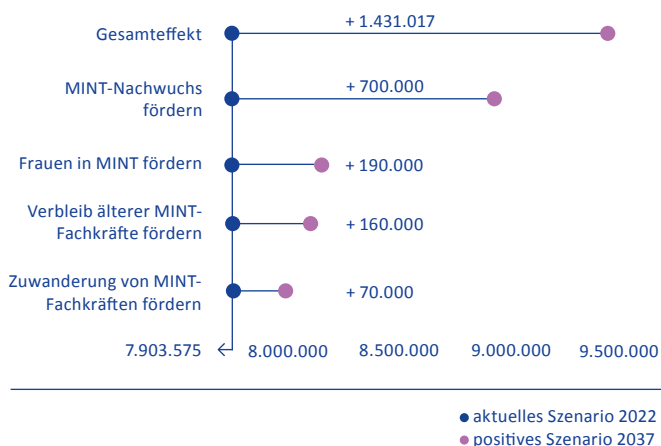 Gesamteffekt
+ 1.431.017
MINT-Nachwuchs
fördern
+ 700.000
Frauen in MINT fördern
+ 190.000
Verbleib älterer MINT-
Fachkräfte fördern
+ 160.000
Zuwanderung von MINT-
Fachkräften fördern
+ 70.000
7.903.575 8.000.000 8.500.000 9.000.000 9.500.000
aktuelles Szenario 2022
positives Szenario 2037